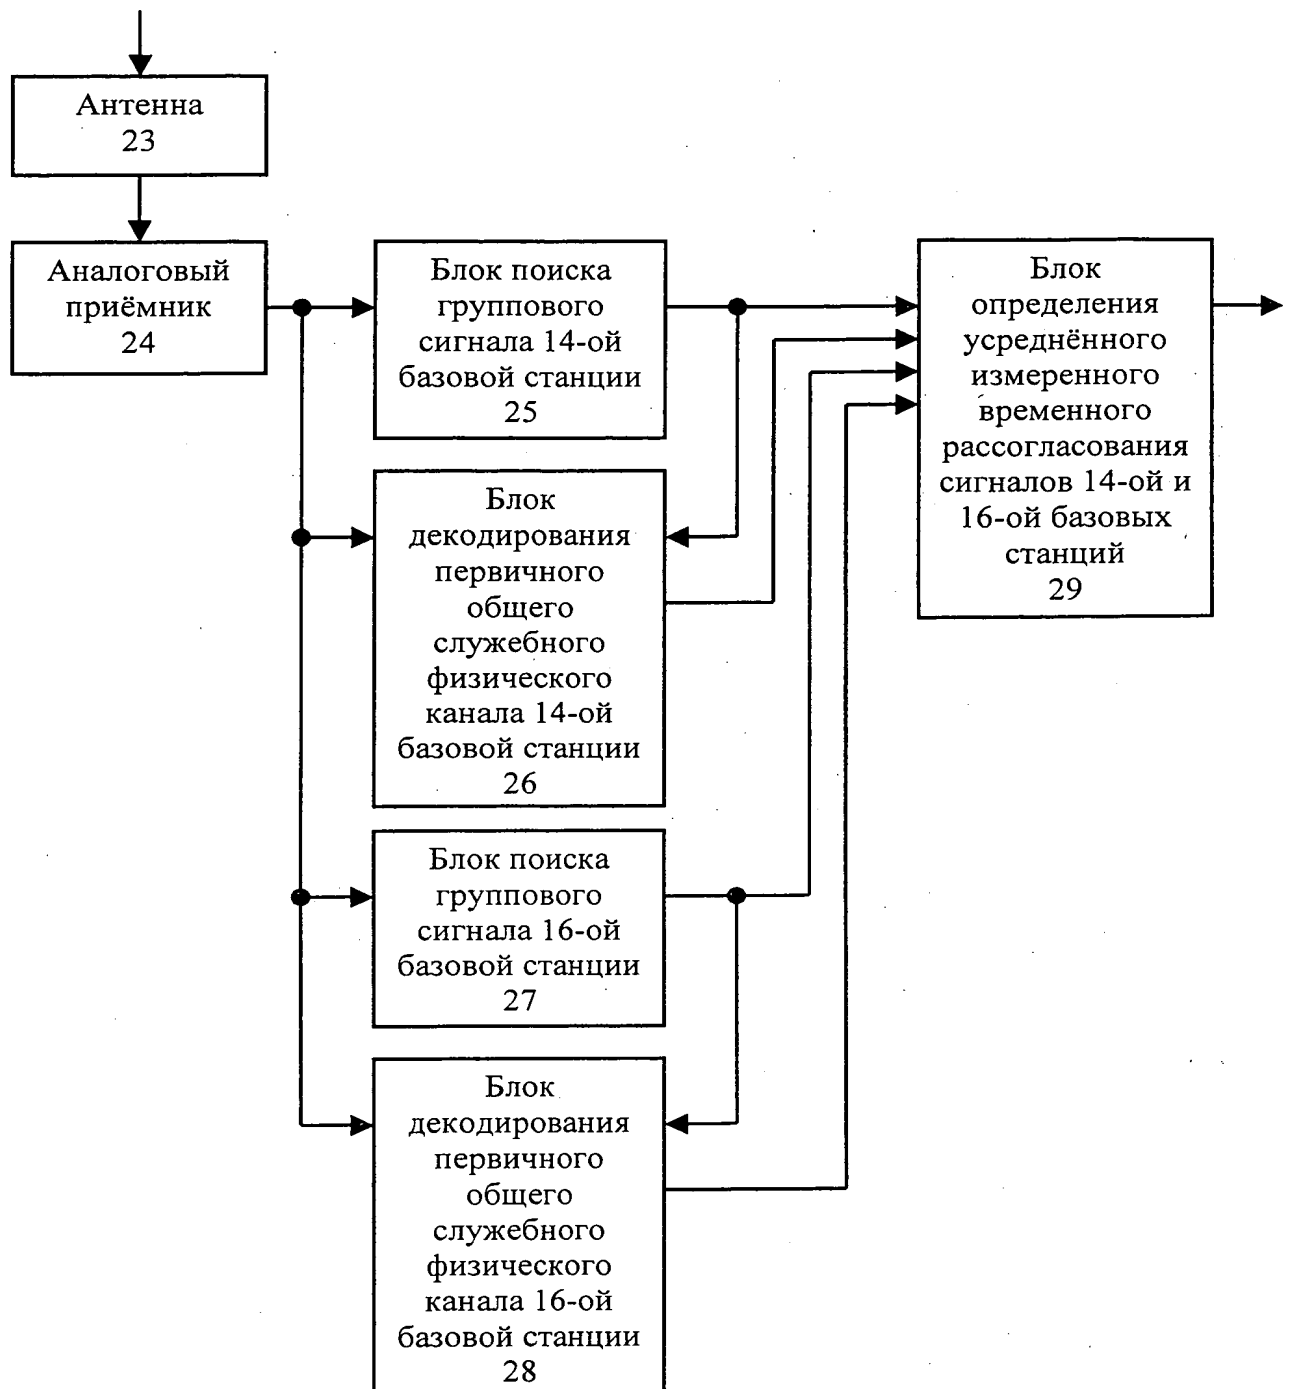 Антенна
23
Аналоговый
приёмник
24
Блок поиска
группового
сигнала 14-ой
базовой станции
25
Блок
декодирования
первичного
общего
служебного
физического
канала 14-ой
базовой станции
26
Блок поиска
группового
сигнала 16-ой
базовой станции
27
Блок
декодирования
первичного
общего
служебного
физического
канала 16-ой
базовой станции
28
Блок
определения
усреднённого
измеренного
временного
рассогласования
сигналов 14-ой и
16-ой базовых
станций
29